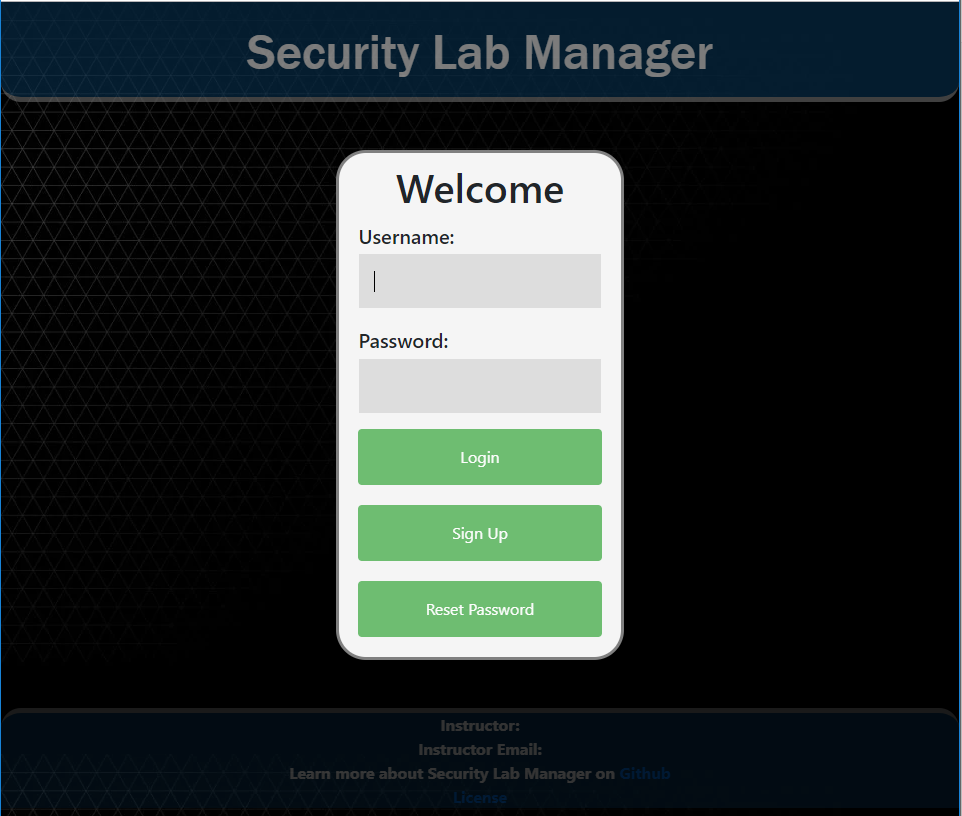 Security Lab Manager
Welcome
Username:
Password:
Login
Sign Up
Reset Password
Instructor:
Instructor Email:
Learn more about Security Lab Manager on Github
License